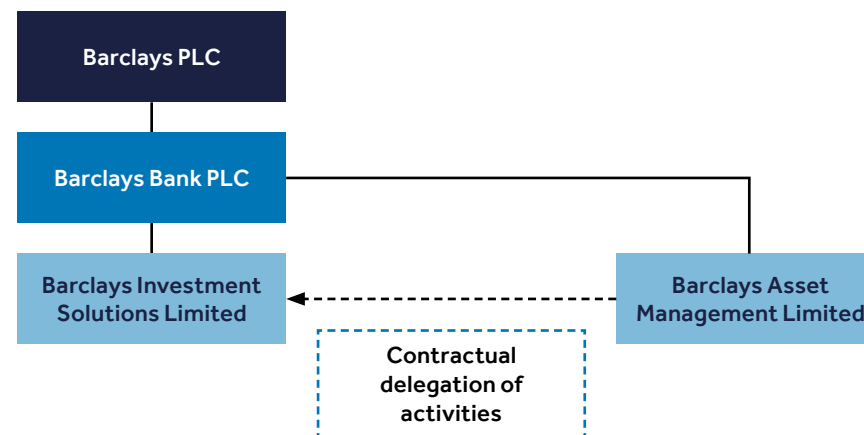 Barclays PLC
Barclays Bank PLC
Barclays Investment
Solutions Limited
Barclays Asset
Management Limited
Contractual
delegation of
activities